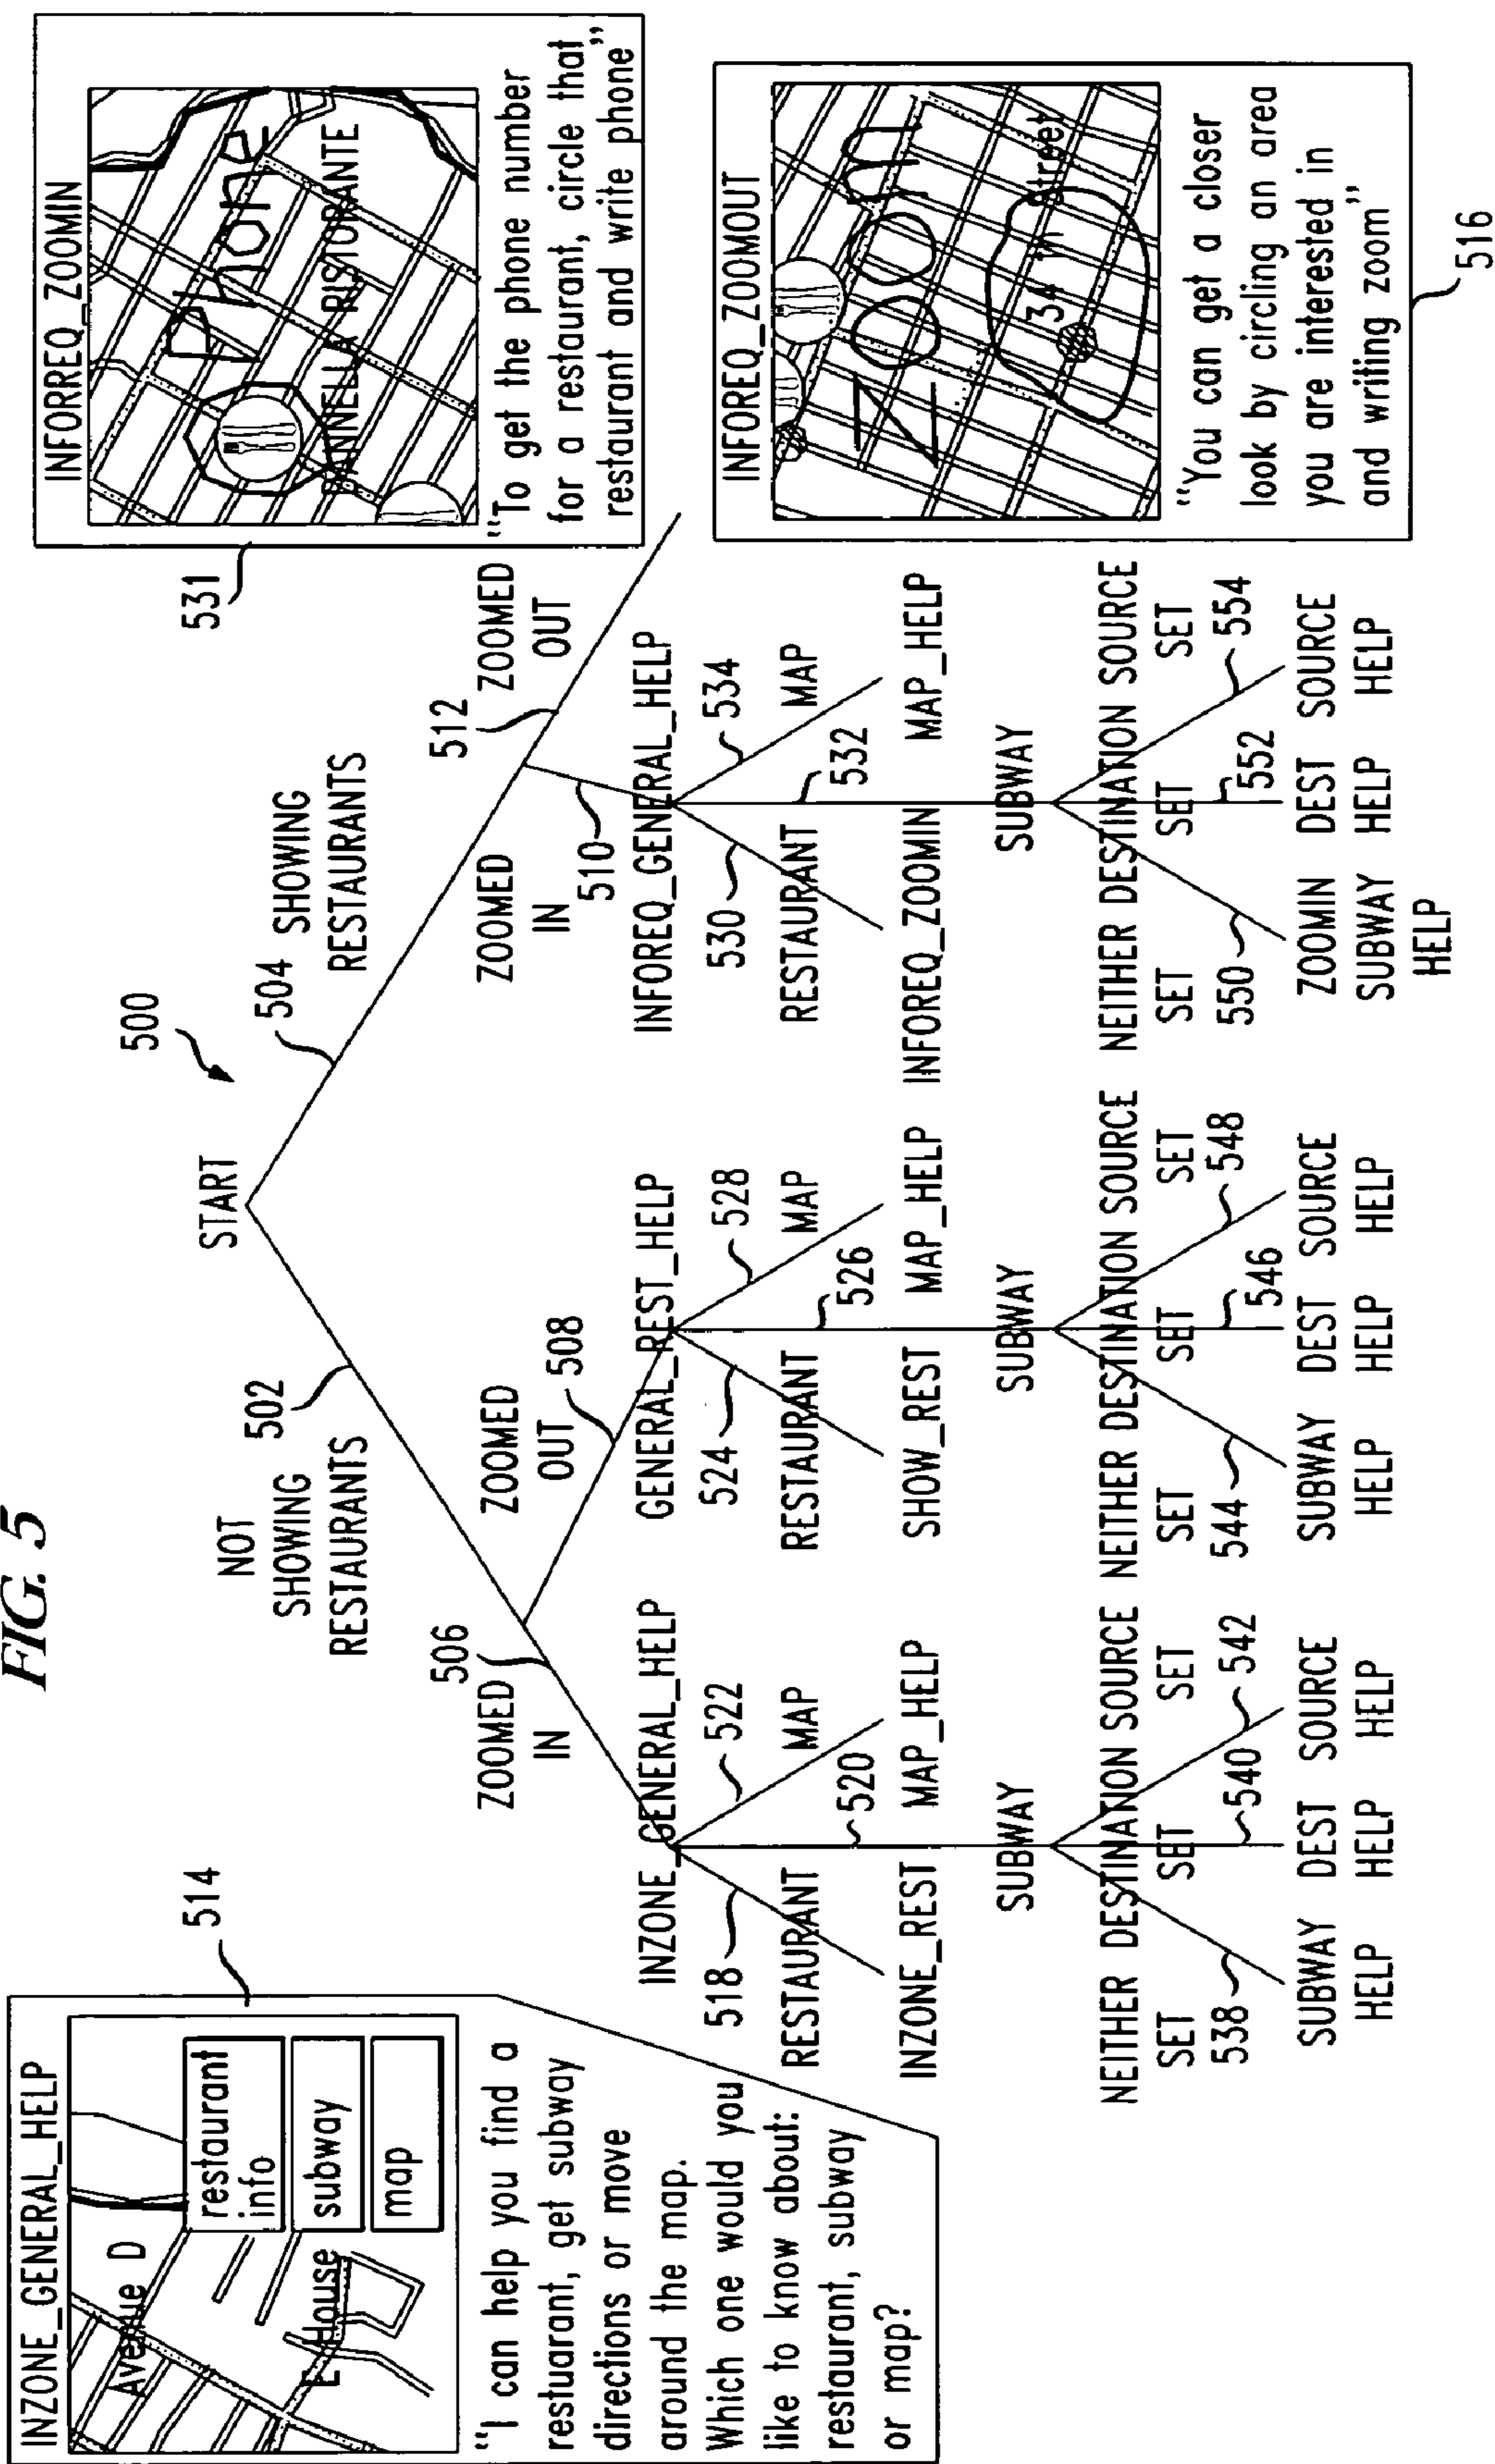 FIG. 5
INZONE_GENERAL_HELP
Avenue D
E House
restaurant
info
subway
map
514
"I can help you find a
restuarant, get subway
directions or move
around the map.
Which one would you
like to know about:
restaurant, subway
or map?
500
START
502
NOT
SHOWING
RESTAURANTS
504
SHOWING
RESTAURANTS
506
ZOOMED
IN
ZOOMED
OUT
508
ZOOMED
IN
510
512
ZOOMED
OUT
INZONE_GENERAL_HELP
GENERAL_REST_HELP
INFOREQ_GENERAL_HELP
518
522
RESTAURANT
520
MAP
INZONE_REST
MAP_HELP
SUBWAY
524
528
RESTAURANT
526
MAP
SHOW_REST
MAP_HELP
SUBWAY
530
534
RESTAURANT
532
MAP
INFOREQ_ZOOMIN
MAP_HELP
SUBWAY
NEITHER DESTINATION SOURCE
SET SET SET
538 540 542
SUBWAY DEST SOURCE
HELP HELP HELP
NEITHER DESTINATION SOURCE
SET SET SET
544 546 548
SUBWAY DEST SOURCE
HELP HELP HELP
NEITHER DESTINATION SOURCE
SET SET SET
550 552 554
ZOOMIN DEST SOURCE
SUBWAY HELP HELP
HELP
531
INFORREQ_ZOOMIN
Phone
PANNELLA RISTORANTE
"To get the phone number
for a restaurant, circle that
restaurant and write phone"
INFOREQ_ZOOMOUT
ZOOM
34 W Street
"You can get a closer
look by circling an area
you are interested in
and writing zoom"
516